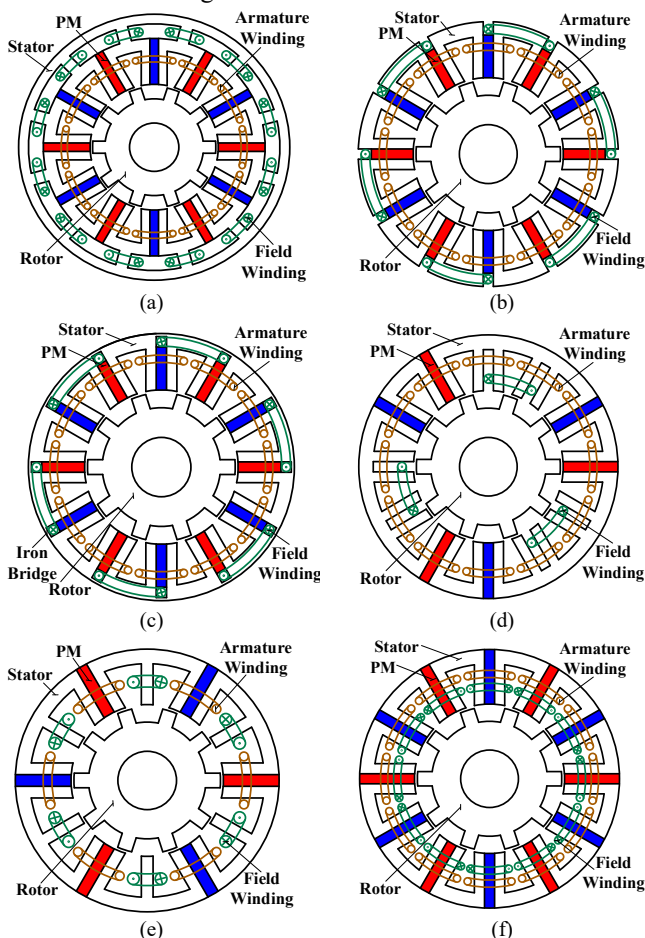 PM
Armature
Winding
Stator
Rotor
Field
Winding
(a)
Stator
PM
Armature
Winding
Rotor
Field
Winding
(b)
Stator
PM
Armature
Winding
Iron
Bridge
Rotor
Field
Winding
(c)
Stator
PM
Armature
Winding
Rotor
Field
Winding
(d)
PM
Stator
Armature
Winding
Rotor
Field
Winding
(e)
Stator
PM
Armature
Winding
Rotor
Field
Winding
(f)